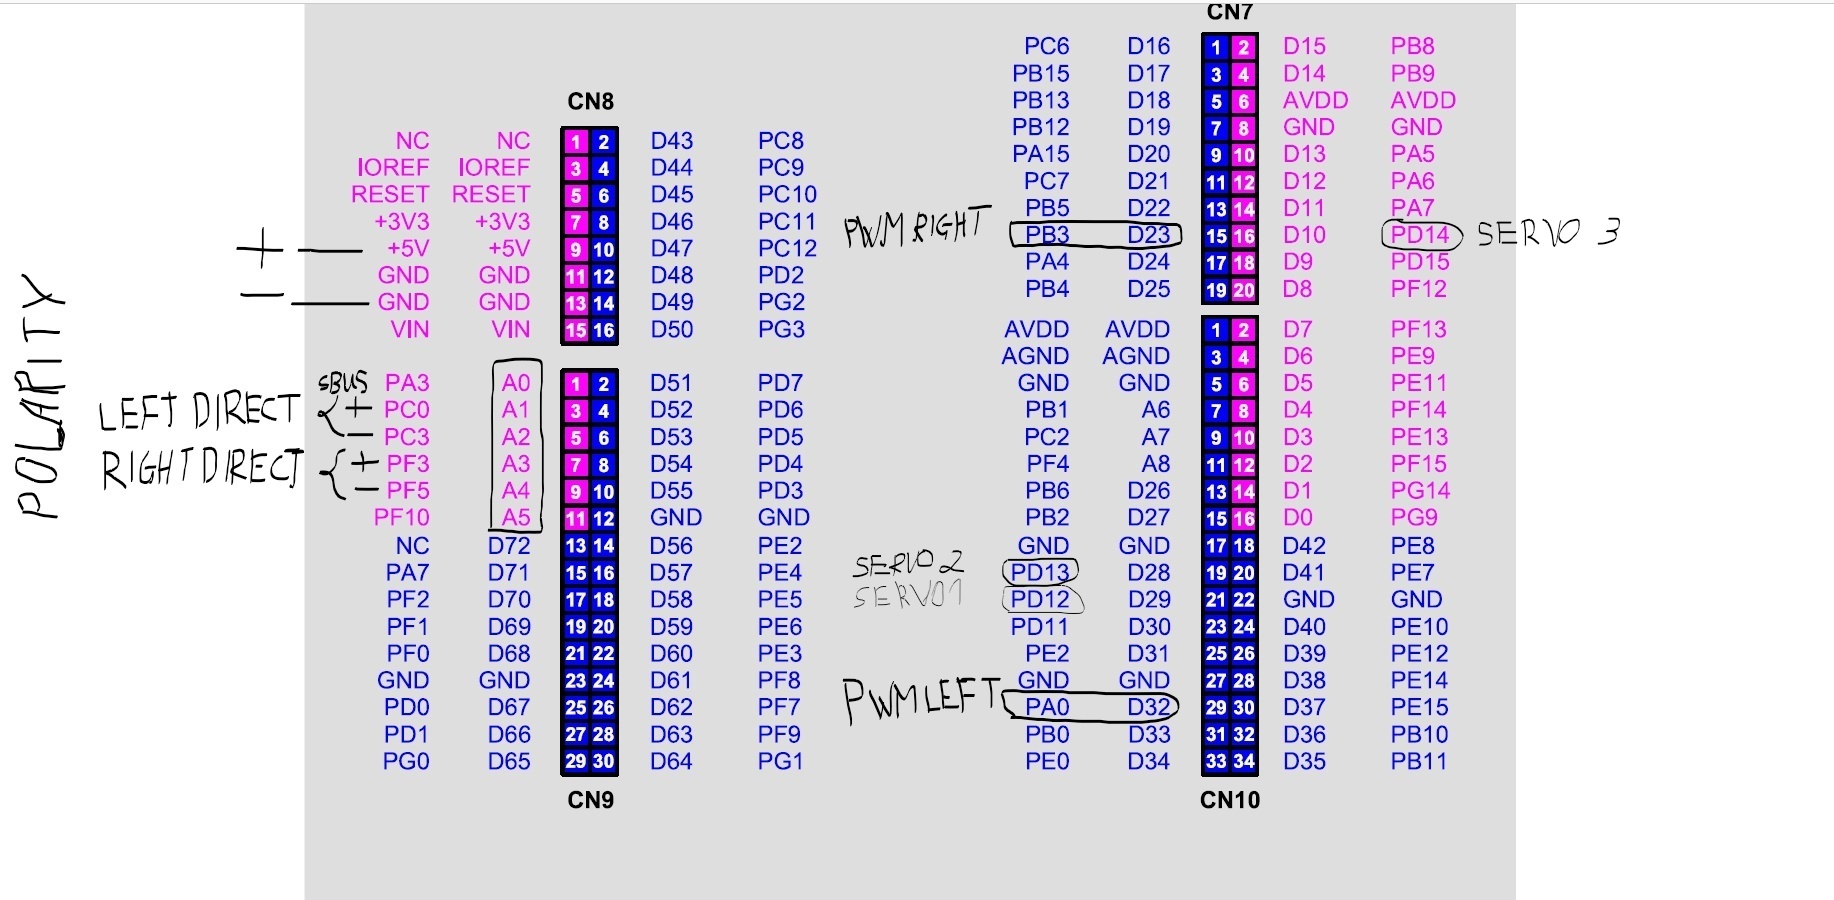 CN7
PC6 D16 1 2 D15 PB8
PB15 D17 3 4 D14 PB9
PB13 D18 5 6 AVDD AVDD
PB12 D19 7 8 GND GND
PA15 D20 9 10 D13 PA5
PC7 D21 11 12 D12 PA6
PB5 D22 13 14 D11 PA7
PWM RIGHT PB3 D23 15 16 D10 PD14 SERVO 3
PA4 D24 17 18 D9 PD15
PB4 D25 19 20 D8 PF12
CN8
NC NC 1 2 D43 PC8
IOREF IOREF 3 4 D44 PC9
RESET RESET 5 6 D45 PC10
+3V3 +3V3 7 8 D46 PC11
+ +5V +5V 9 10 D47 PC12
GND GND 11 12 D48 PD2
- GND GND 13 14 D49 PG2
VIN VIN 15 16 D50 PG3
POLARITY
SBUS PA3 A0 1 2 D51 PD7
LEFT DIRECT { + PC0 A1 3 4 D52 PD6
- PC3 A2 5 6 D53 PD5
RIGHT DIRECT { + PF3 A3 7 8 D54 PD4
- PF5 A4 9 10 D55 PD3
PF10 A5 11 12 GND GND
NC D72 13 14 D56 PE2
PA7 D71 15 16 D57 PE4
PF2 D70 17 18 D58 PE5
PF1 D69 19 20 D59 PE6
PF0 D68 21 22 D60 PE3
GND GND 23 24 D61 PF8
PD0 D67 25 26 D62 PF7
PD1 D66 27 28 D63 PF9
PG0 D65 29 30 D64 PG1
CN9
AVDD AVDD 1 2 D7 PF13
AGND AGND 3 4 D6 PE9
GND GND 5 6 D5 PE11
PB1 A6 7 8 D4 PF14
PC2 A7 9 10 D3 PE13
PF4 A8 11 12 D2 PF15
PB6 D26 13 14 D1 PG14
PB2 D27 15 16 D0 PG9
GND GND 17 18 D42 PE8
SERVO 2 PD13 D28 19 20 D41 PE7
SERVO1 PD12 D29 21 22 GND GND
PD11 D30 23 24 D40 PE10
PE2 D31 25 26 D39 PE12
GND GND 27 28 D38 PE14
PWM LEFT PA0 D32 29 30 D37 PE15
PB0 D33 31 32 D36 PB10
PE0 D34 33 34 D35 PB11
CN10